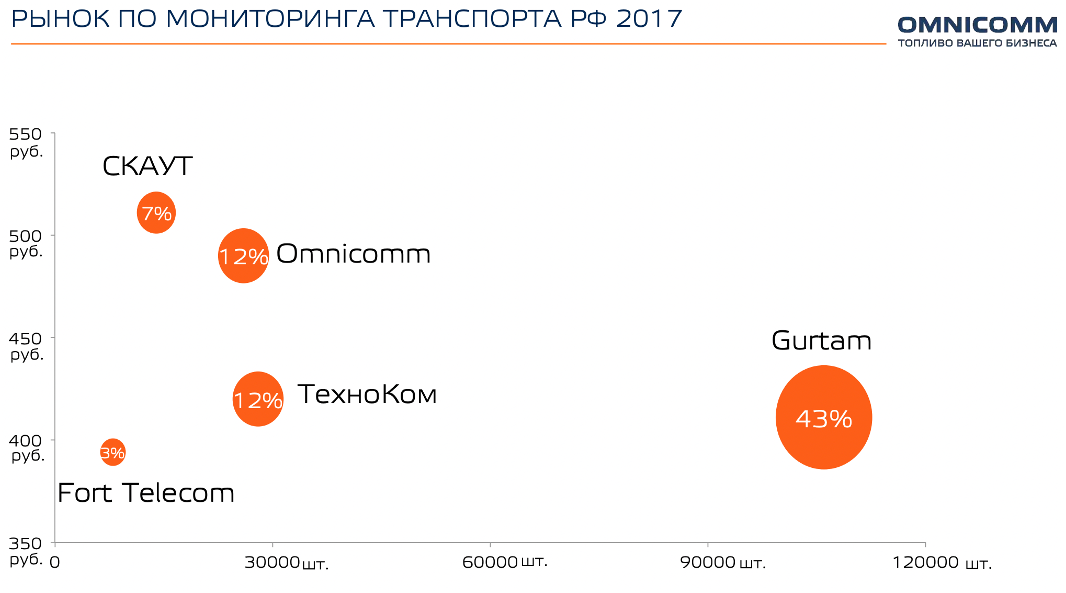 РЫНОК ПО МОНИТОРИНГА ТРАНСПОРТА РФ 2017
OMNICOMM
ТОПЛИВО ВАШЕГО БИЗНЕСА
550
руб.
СКАУТ
7%
500
руб.
12%
Omnicomm
450
руб.
Gurtam
43%
12%
ТехноКом
400
руб.
3%
Fort Telecom
350
руб.
0
30000 шт.
60000 шт.
90000 шт.
120000 шт.